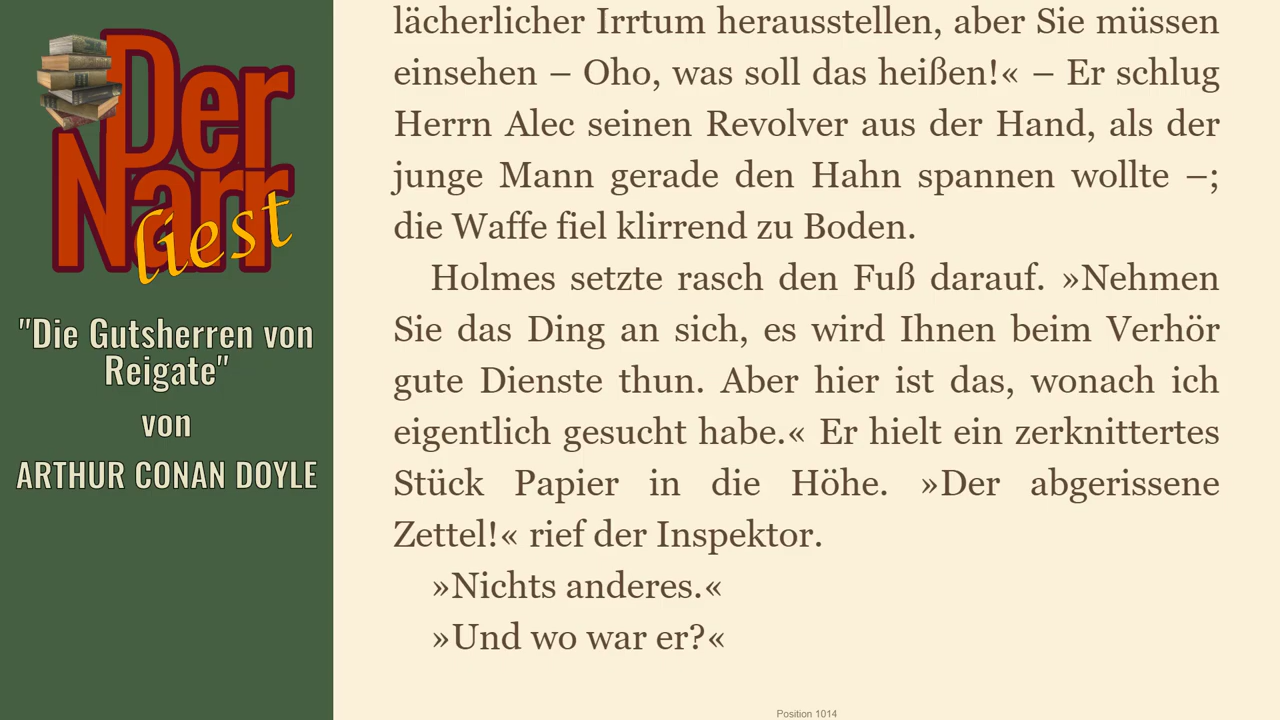 Der
Narr
liest
"Die Gutsherren von
Reigate"
von
ARTHUR CONAN DOYLE
lächerlicher Irrtum herausstellen, aber Sie müssen
einsehen – Oho, was soll das heißen!« – Er schlug
Herrn Alec seinen Revolver aus der Hand, als der
junge Mann gerade den Hahn spannen wollte –;
die Waffe fiel klirrend zu Boden.
Holmes setzte rasch den Fuß darauf. »Nehmen
Sie das Ding an sich, es wird Ihnen beim Verhör
gute Dienste thun. Aber hier ist das, wonach ich
eigentlich gesucht habe.« Er hielt ein zerknittertes
Stück Papier in die Höhe. »Der abgerissene
Zettel!« rief der Inspektor.
»Nichts anderes.«
»Und wo war er?«
Position 1014